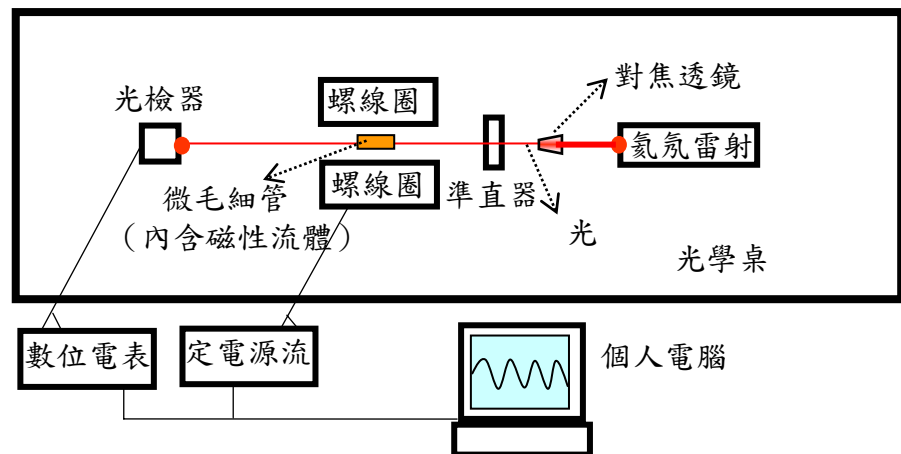 對焦透鏡
光檢器
螺線圈
氦氖雷射
螺線圈
準直器
微毛細管
（內含磁性流體）
光
光學桌
數位電表
定電源流
個人電腦